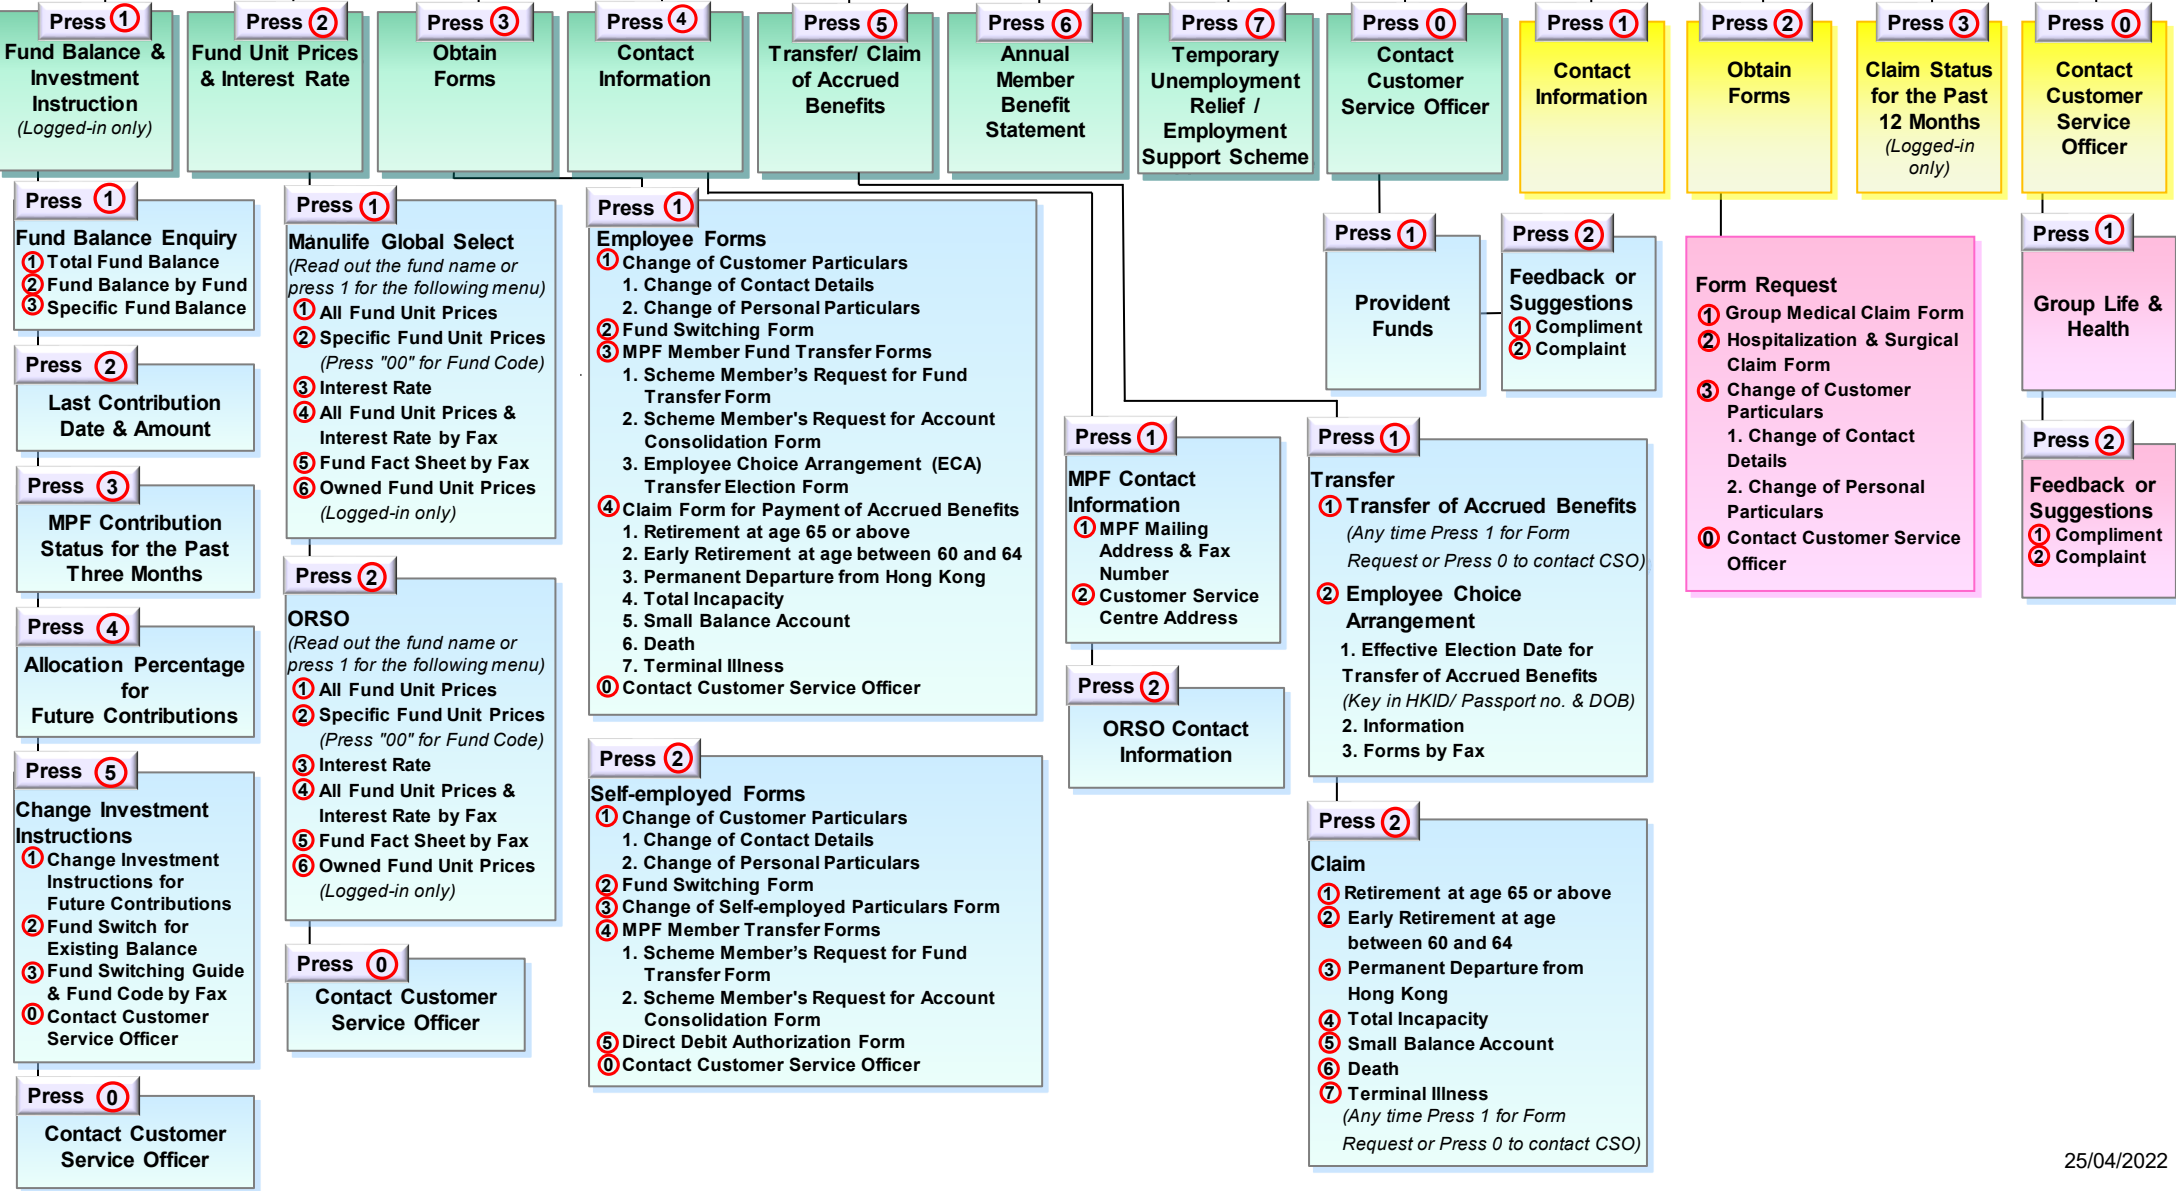 Press 1
Fund Balance &
Investment
Instruction
(Logged-in only)
Press 2
Fund Unit Prices
& Interest Rate
Press 3
Obtain
Forms
Press 4
Contact
Information
Press 5
Transfer/ Claim
of Accrued
Benefits
Press 6
Annual
Member
Benefit
Statement
Press 7
Temporary
Unemployment
Relief /
Employment
Support Scheme
Press 0
Contact
Customer
Service Officer
Press 1
Contact
Information
Press 2
Obtain
Forms
Press 3
Claim Status
for the Past
12 Months
(Logged-in
only)
Press 0
Contact
Customer
Service
Officer
Press 1
Fund Balance Enquiry
1 Total Fund Balance
2 Fund Balance by Fund
3 Specific Fund Balance
Press 2
Last Contribution
Date & Amount
Press 3
MPF Contribution
Status for the Past
Three Months
Press 4
Allocation Percentage
for
Future Contributions
Press 5
Change Investment
Instructions
1 Change Investment
Instructions for
Future Contributions
2 Fund Switch for
Existing Balance
3 Fund Switching Guide
& Fund Code by Fax
0 Contact Customer
Service Officer
Press 0
Contact Customer
Service Officer
Press 1
Manulife Global Select
(Read out the fund name or
press 1 for the following menu)
1 All Fund Unit Prices
2 Specific Fund Unit Prices
(Press "00" for Fund Code)
3 Interest Rate
4 All Fund Unit Prices &
Interest Rate by Fax
5 Fund Fact Sheet by Fax
6 Owned Fund Unit Prices
(Logged-in only)
Press 2
ORSO
(Read out the fund name or
press 1 for the following menu)
1 All Fund Unit Prices
2 Specific Fund Unit Prices
(Press "00" for Fund Code)
3 Interest Rate
4 All Fund Unit Prices &
Interest Rate by Fax
5 Fund Fact Sheet by Fax
6 Owned Fund Unit Prices
(Logged-in only)
Press 0
Contact Customer
Service Officer
Press 1
Employee Forms
1 Change of Customer Particulars
1. Change of Contact Details
2. Change of Personal Particulars
2 Fund Switching Form
3 MPF Member Fund Transfer Forms
1. Scheme Member’s Request for Fund
Transfer Form
2. Scheme Member's Request for Account
Consolidation Form
3. Employee Choice Arrangement (ECA)
Transfer Election Form
4 Claim Form for Payment of Accrued Benefits
1. Retirement at age 65 or above
2. Early Retirement at age between 60 and 64
3. Permanent Departure from Hong Kong
4. Total Incapacity
5. Small Balance Account
6. Death
7. Terminal Illness
0 Contact Customer Service Officer
Press 2
Self-employed Forms
1 Change of Customer Particulars
1. Change of Contact Details
2. Change of Personal Particulars
2 Fund Switching Form
3 Change of Self-employed Particulars Form
4 MPF Member Transfer Forms
1. Scheme Member’s Request for Fund
Transfer Form
2. Scheme Member's Request for Account
Consolidation Form
5 Direct Debit Authorization Form
0 Contact Customer Service Officer
Press 1
MPF Contact
Information
1 MPF Mailing
Address & Fax
Number
2 Customer Service
Centre Address
Press 2
ORSO Contact
Information
Press 1
Provident
Funds
Press 2
Feedback or
Suggestions
1 Compliment
2 Complaint
Press 1
Transfer
1 Transfer of Accrued Benefits
(Any time Press 1 for Form
Request or Press 0 to contact CSO)
2 Employee Choice
Arrangement
1. Effective Election Date for
Transfer of Accrued Benefits
(Key in HKID/ Passport no. & DOB)
2. Information
3. Forms by Fax
Press 2
Claim
1 Retirement at age 65 or above
2 Early Retirement at age
between 60 and 64
3 Permanent Departure from
Hong Kong
4 Total Incapacity
5 Small Balance Account
6 Death
7 Terminal Illness
(Any time Press 1 for Form
Request or Press 0 to contact CSO)
Form Request
1 Group Medical Claim Form
2 Hospitalization & Surgical
Claim Form
3 Change of Customer
Particulars
1. Change of Contact
Details
2. Change of Personal
Particulars
0 Contact Customer Service
Officer
Press 1
Group Life &
Health
Press 2
Feedback or
Suggestions
1 Compliment
2 Complaint
25/04/2022